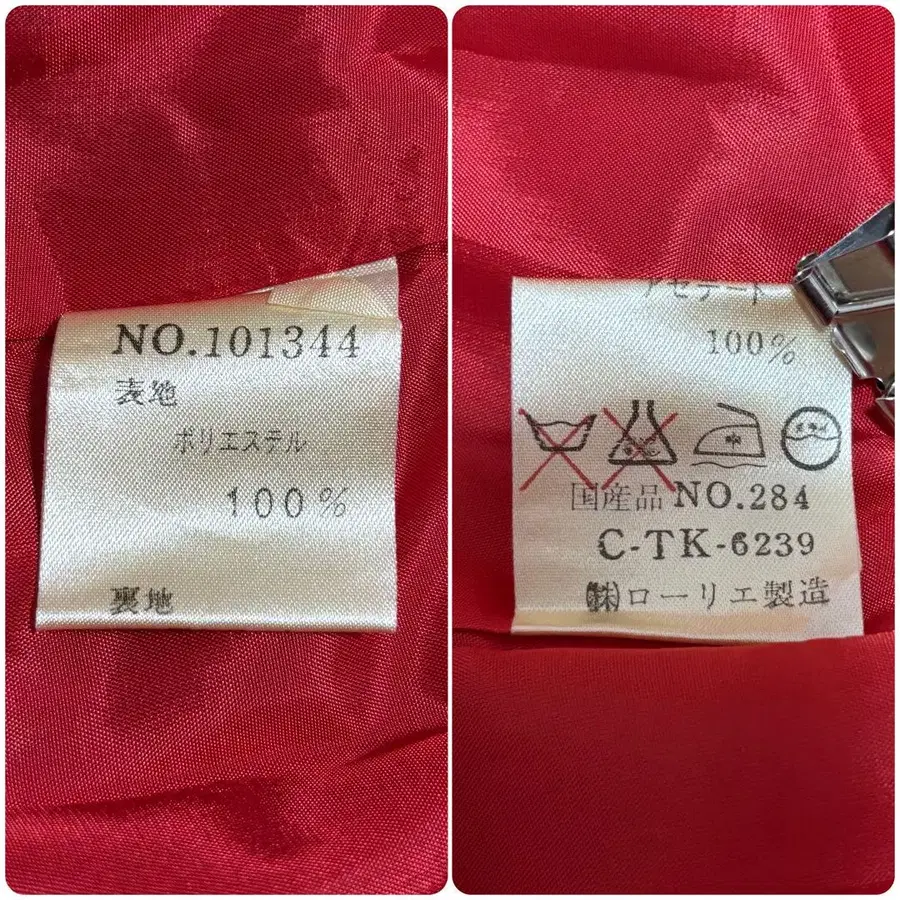 NO.101344
表地
ポリエステル
100%
裏地
アセテート
100%
中
国産品 NO.284
C-TK-6239
㈱ローリエ製造